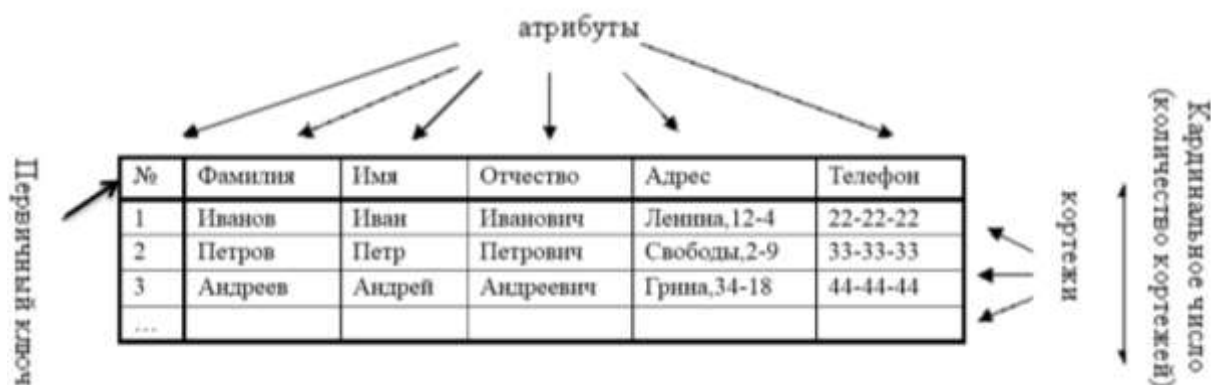 атрибуты
№ Фамилия Имя Отчество Адрес Телефон
1 Иванов Иван Иванович Ленина,12-4 22-22-22
2 Петров Петр Петрович Свободы,2-9 33-33-33
3 Андреев Андрей Андреевич Грина,34-18 44-44-44
...
Первичный ключ
кортежи
Кардинальное число
(количество кортежей)